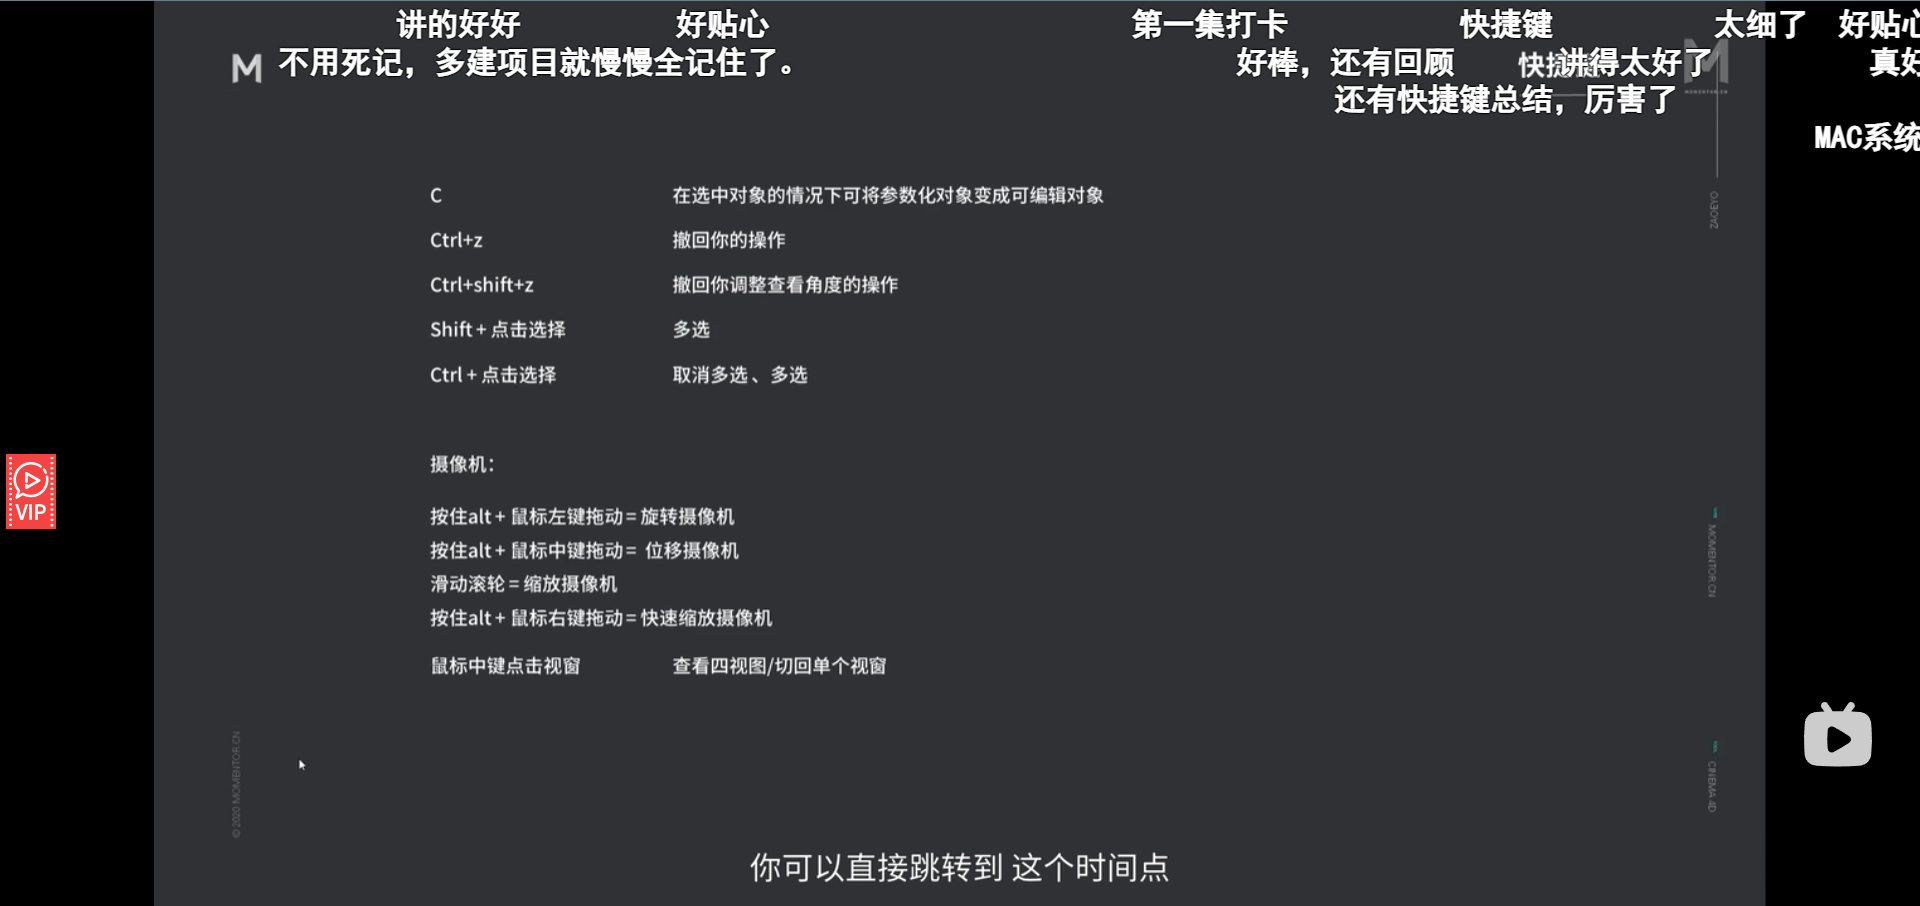 讲的好好 好贴心 第一集打卡 快捷键 太细了 好贴心
M 不用死记，多建项目就慢慢全记住了。 好棒，还有回顾 讲得太好了 真好
还有快捷键总结，厉害了
MOMENTOR.CN
MAC系统
ZAOEYO
C 在选中对象的情况下可将参数化对象变成可编辑对象
Ctrl+z 撤回你的操作
Ctrl+shift+z 撤回你调整查看角度的操作
Shift + 点击选择 多选
Ctrl + 点击选择 取消多选、多选
摄像机：
按住alt + 鼠标左键拖动 = 旋转摄像机
按住alt + 鼠标中键拖动 = 位移摄像机
滑动滚轮 = 缩放摄像机
按住alt + 鼠标右键拖动 = 快速缩放摄像机
鼠标中键点击视窗 查看四视图/切回单个视窗
VIP
MOMENTOR.CN
CINEMA 4D
© 2020 MOMENTOR.CN
你可以直接跳转到 这个时间点